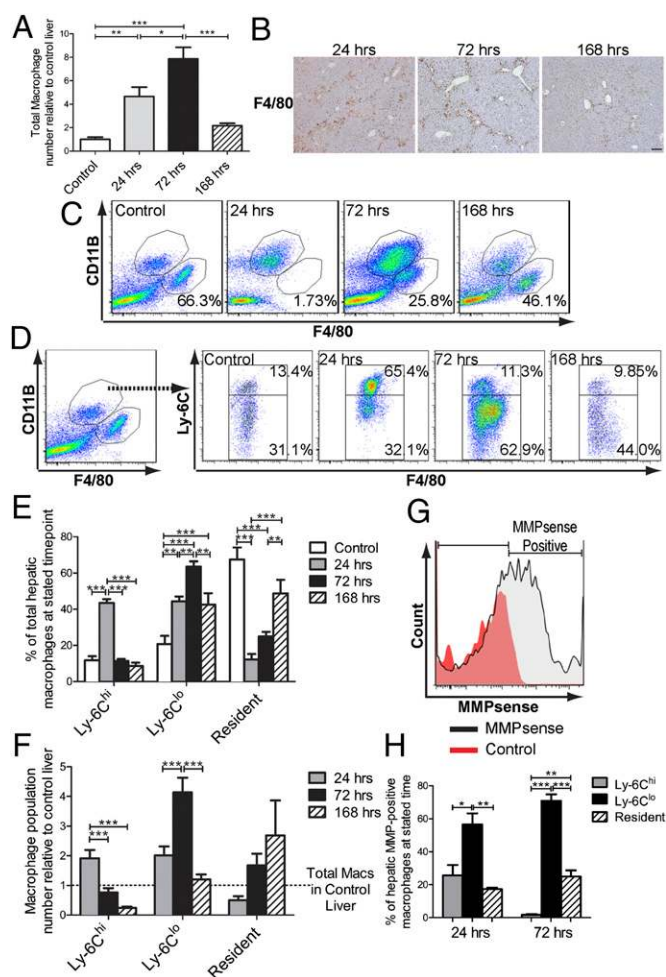 A
Total Macrophage
number relative to control liver
10
8
6
4
2
0
***
** * ***
Control
24 hrs
72 hrs
168 hrs
B
24 hrs 72 hrs 168 hrs
F4/80
C
CD11B
Control 24 hrs 72 hrs 168 hrs
66.3% 1.73% 25.8% 46.1%
F4/80
D
CD11B
F4/80
Ly-6C
Control 24 hrs 72 hrs 168 hrs
13.4% 65.4% 11.3% 9.85%
31.1% 32.1% 62.9% 44.0%
F4/80
E
% of total hepatic
macrophages at stated timepoint
80
60
40
20
0
***
*** ***
***
***
** ** **
***
***
*** **
Control
24 hrs
72 hrs
168 hrs
Ly-6Chi
Ly-6Clo
Resident
F
Macrophage population
number relative to control liver
5
4
3
2
1
0
***
***
*** ***
24 hrs
72 hrs
168 hrs
Total Macs
in Control
Liver
Ly-6Chi
Ly-6Clo
Resident
G
MMPsense
Positive
Count
MMPsense
MMPsense
Control
H
% of hepatic MMP-positive
macrophages at stated time
80
60
40
20
0
* **
**
*** ***
Ly-6Chi
Ly-6Clo
Resident
24 hrs 72 hrs